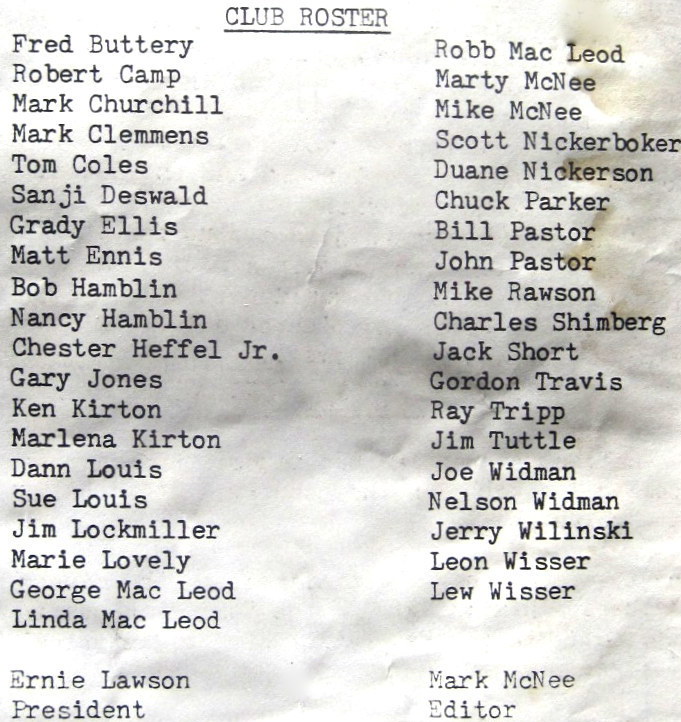 CLUB ROSTER
Fred Buttery
Robert Camp
Mark Churchill
Mark Clemmens
Tom Coles
Sanji Deswald
Grady Ellis
Matt Ennis
Bob Hamblin
Nancy Hamblin
Chester Heffel Jr.
Gary Jones
Ken Kirton
Marlena Kirton
Dann Louis
Sue Louis
Jim Lockmiller
Marie Lovely
George Mac Leod
Linda Mac Leod
Robb Mac Leod
Marty McNee
Mike McNee
Scott Nickerboker
Duane Nickerson
Chuck Parker
Bill Pastor
John Pastor
Mike Rawson
Charles Shimberg
Jack Short
Gordon Travis
Ray Tripp
Jim Tuttle
Joe Widman
Nelson Widman
Jerry Wilinski
Leon Wisser
Lew Wisser
Ernie Lawson
President
Mark McNee
Editor